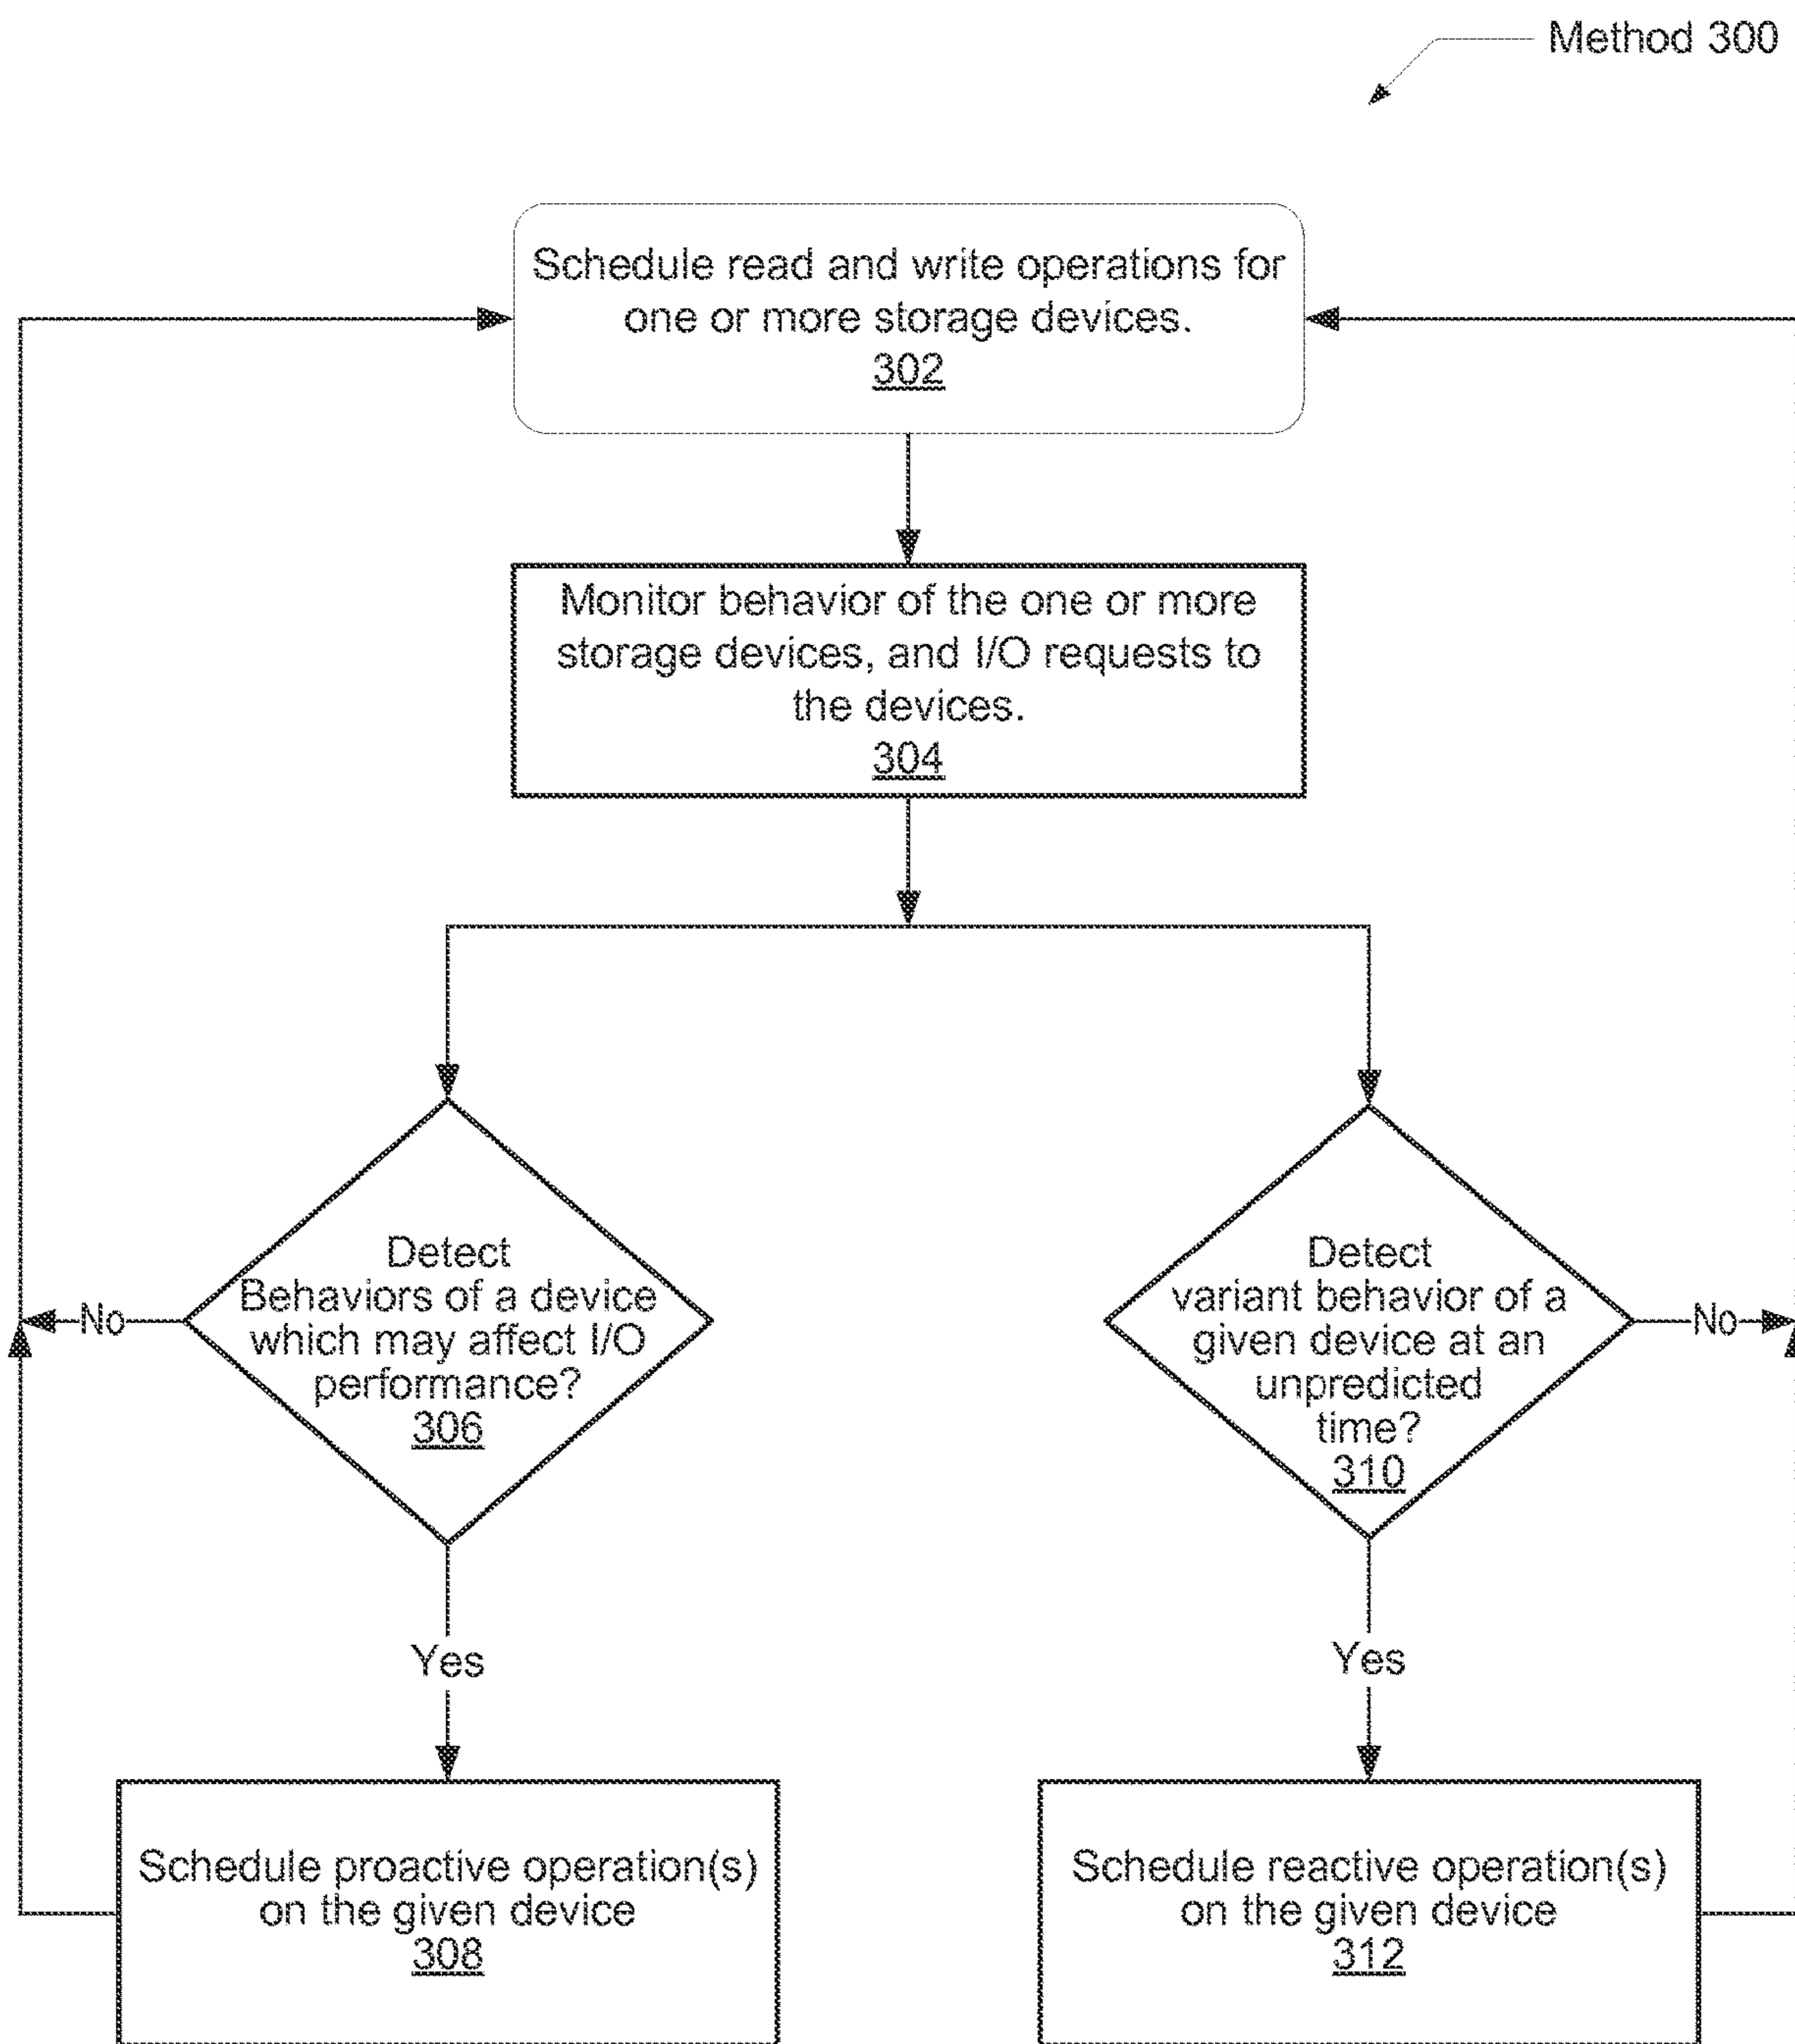 Method 300
Schedule read and write operations for
one or more storage devices.
302
Monitor behavior of the one or more
storage devices, and I/O requests to
the devices.
304
Detect
Behaviors of a device
which may affect I/O
performance?
306
No
Yes
Detect
variant behavior of a
given device at an
unpredicted
time?
310
No
Yes
Schedule proactive operation(s)
on the given device
308
Schedule reactive operation(s)
on the given device
312